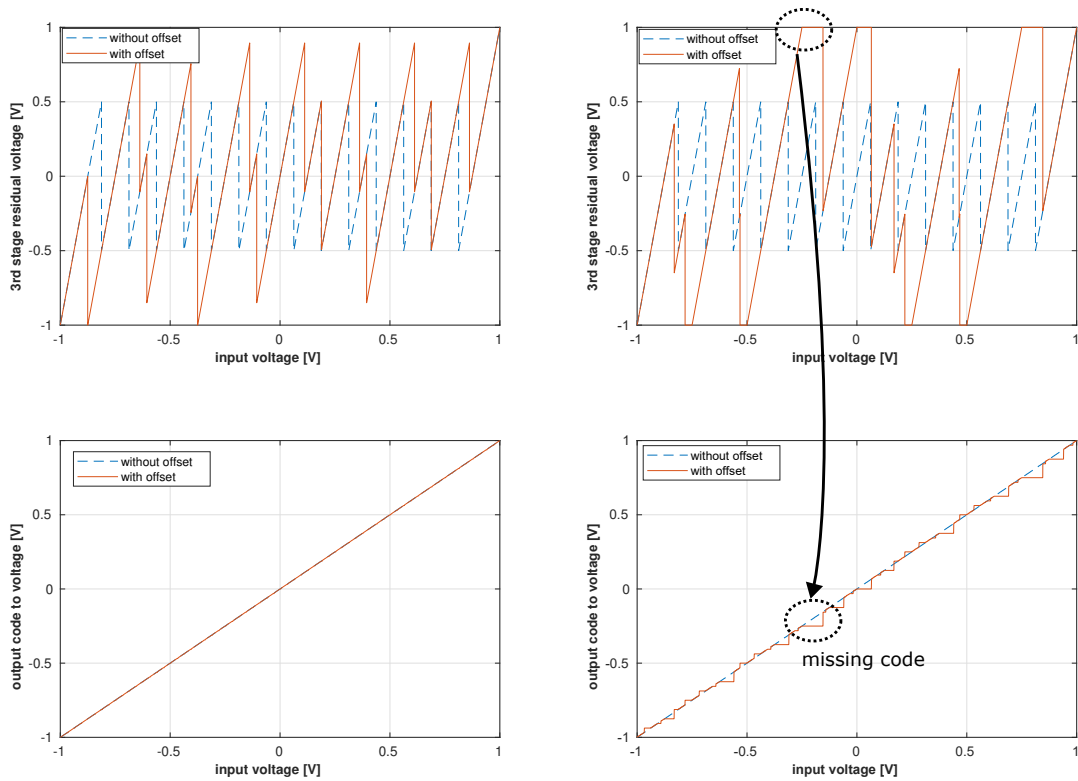 without offset
with offset
3rd stage residual voltage [V]
1
0.5
0
-0.5
-1
-1
-0.5
0
0.5
1
input voltage [V]
without offset
with offset
3rd stage residual voltage [V]
1
0.5
0
-0.5
-1
-1
-0.5
0
0.5
1
input voltage [V]
without offset
with offset
output code to voltage [V]
1
0.5
0
-0.5
-1
-1
-0.5
0
0.5
1
input voltage [V]
without offset
with offset
output code to voltage [V]
1
0.5
0
-0.5
-1
missing code
-1
-0.5
0
0.5
1
input voltage [V]